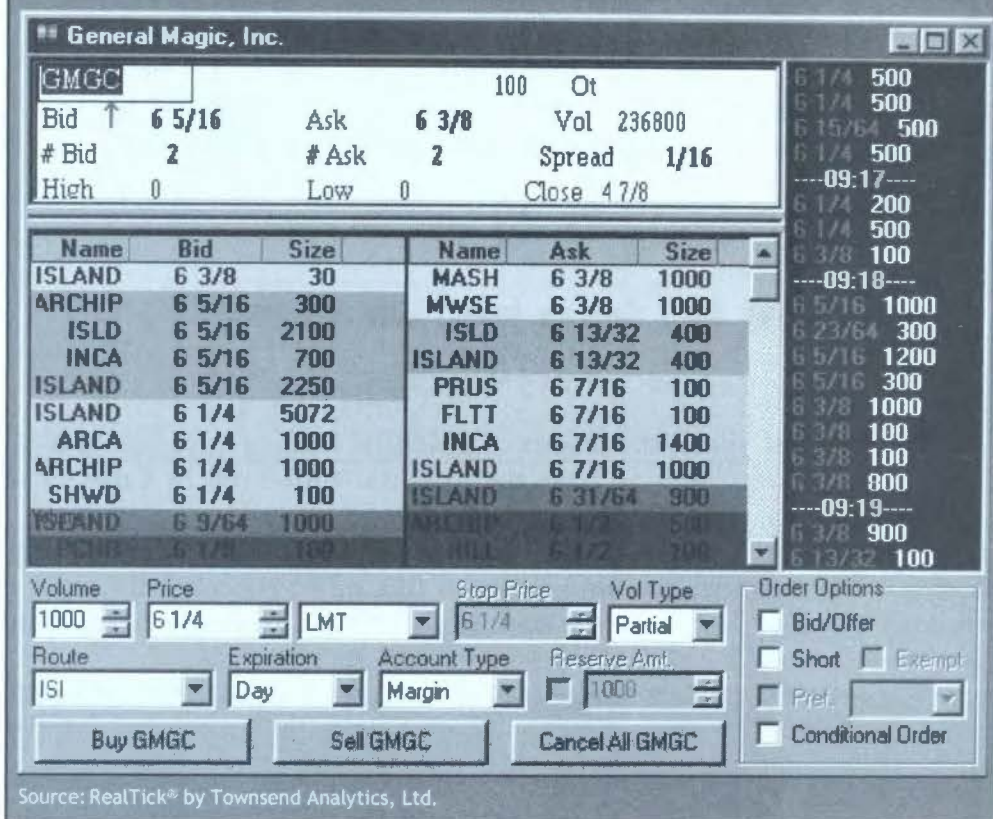 General Magic, Inc.
GMGC 100 Ot
Bid ↑ 6 5/16 Ask 6 3/8 Vol 236800
# Bid 2 # Ask 2 Spread 1/16
High 0 Low 0 Close 4 7/8
Name Bid Size
ISLAND 6 3/8 30
ARCHIP 6 5/16 300
ISLD 6 5/16 2100
INCA 6 5/16 700
ISLAND 6 5/16 2250
ISLAND 6 1/4 5072
ARCA 6 1/4 1000
ARCHIP 6 1/4 1000
SHWD 6 1/4 100
ISLAND 6 9/64 1000
6 1/8 100
Name Ask Size
MASH 6 3/8 1000
MWSE 6 3/8 1000
ISLD 6 13/32 400
ISLAND 6 13/32 400
PRUS 6 7/16 100
FLTT 6 7/16 100
INCA 6 7/16 1400
ISLAND 6 7/16 1000
ISLAND 6 31/64 900
ARCHIP 6 1/2 500
6 1/2
6 1/4 500
6 1/4 500
6 15/64 500
6 1/4 500
----09:17----
6 1/4 200
6 1/4 500
6 3/8 100
----09:18----
6 5/16 1000
6 23/64 300
6 5/16 1200
6 5/16 300
6 3/8 1000
6 3/8 100
6 3/8 100
6 3/8 800
----09:19----
6 3/8 900
6 13/32 100
Volume Price Stop Price Vol Type
1000 6 1/4 LMT 6 1/4 Partial
Route Expiration Account Type Reserve Amt.
ISI Day Margin 1000
Buy GMGC Sell GMGC Cancel All GMGC
Order Options
Bid/Offer
Short Exempt
Pref.
Conditional Order
Source: RealTick® by Townsend Analytics, Ltd.